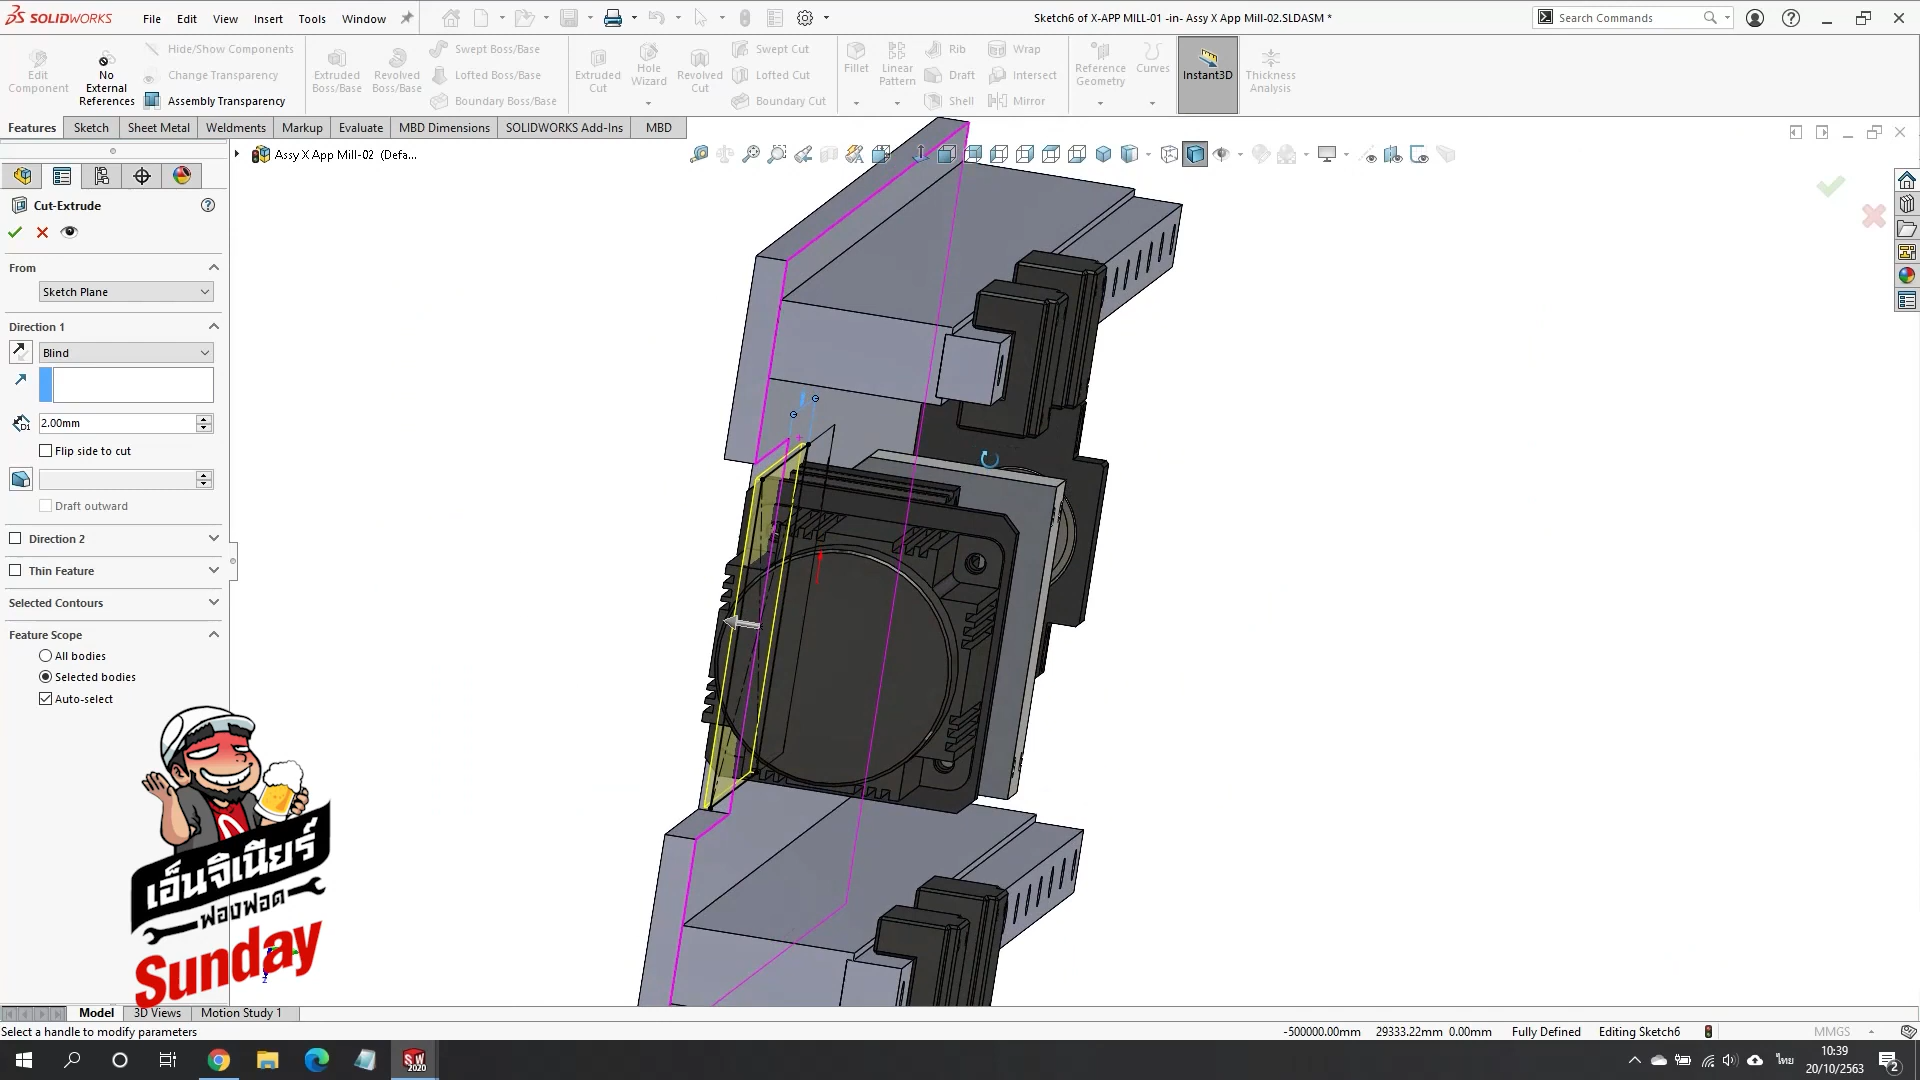 SOLIDWORKS File Edit View Insert Tools Window
Sketch6 of X-APP MILL-01 -in- Assy X App Mill-02.SLDASM *
Search Commands
Edit Component
No External References
Hide/Show Components
Change Transparency
Assembly Transparency
Extruded Boss/Base
Revolved Boss/Base
Swept Boss/Base
Lofted Boss/Base
Boundary Boss/Base
Extruded Cut
Hole Wizard
Revolved Cut
Swept Cut
Lofted Cut
Boundary Cut
Fillet
Linear Pattern
Rib
Draft
Shell
Wrap
Intersect
Mirror
Reference Geometry
Curves
Instant3D
Thickness Analysis
Features Sketch Sheet Metal Weldments Markup Evaluate MBD Dimensions SOLIDWORKS Add-Ins MBD
Assy X App Mill-02 (Defa...
Cut-Extrude
From
Sketch Plane
Direction 1
Blind
D1
2.00mm
Flip side to cut
Draft outward
Direction 2
Thin Feature
Selected Contours
Feature Scope
All bodies
Selected bodies
Auto-select
เอ็นจิเนียร์
ฟองฟอด
Sunday
Model 3D Views Motion Study 1
Select a handle to modify parameters
-500000.00mm 29333.22mm 0.00mm Fully Defined Editing Sketch6 MMGS
SW 2020
ไทย
10:39
20/10/2563
2